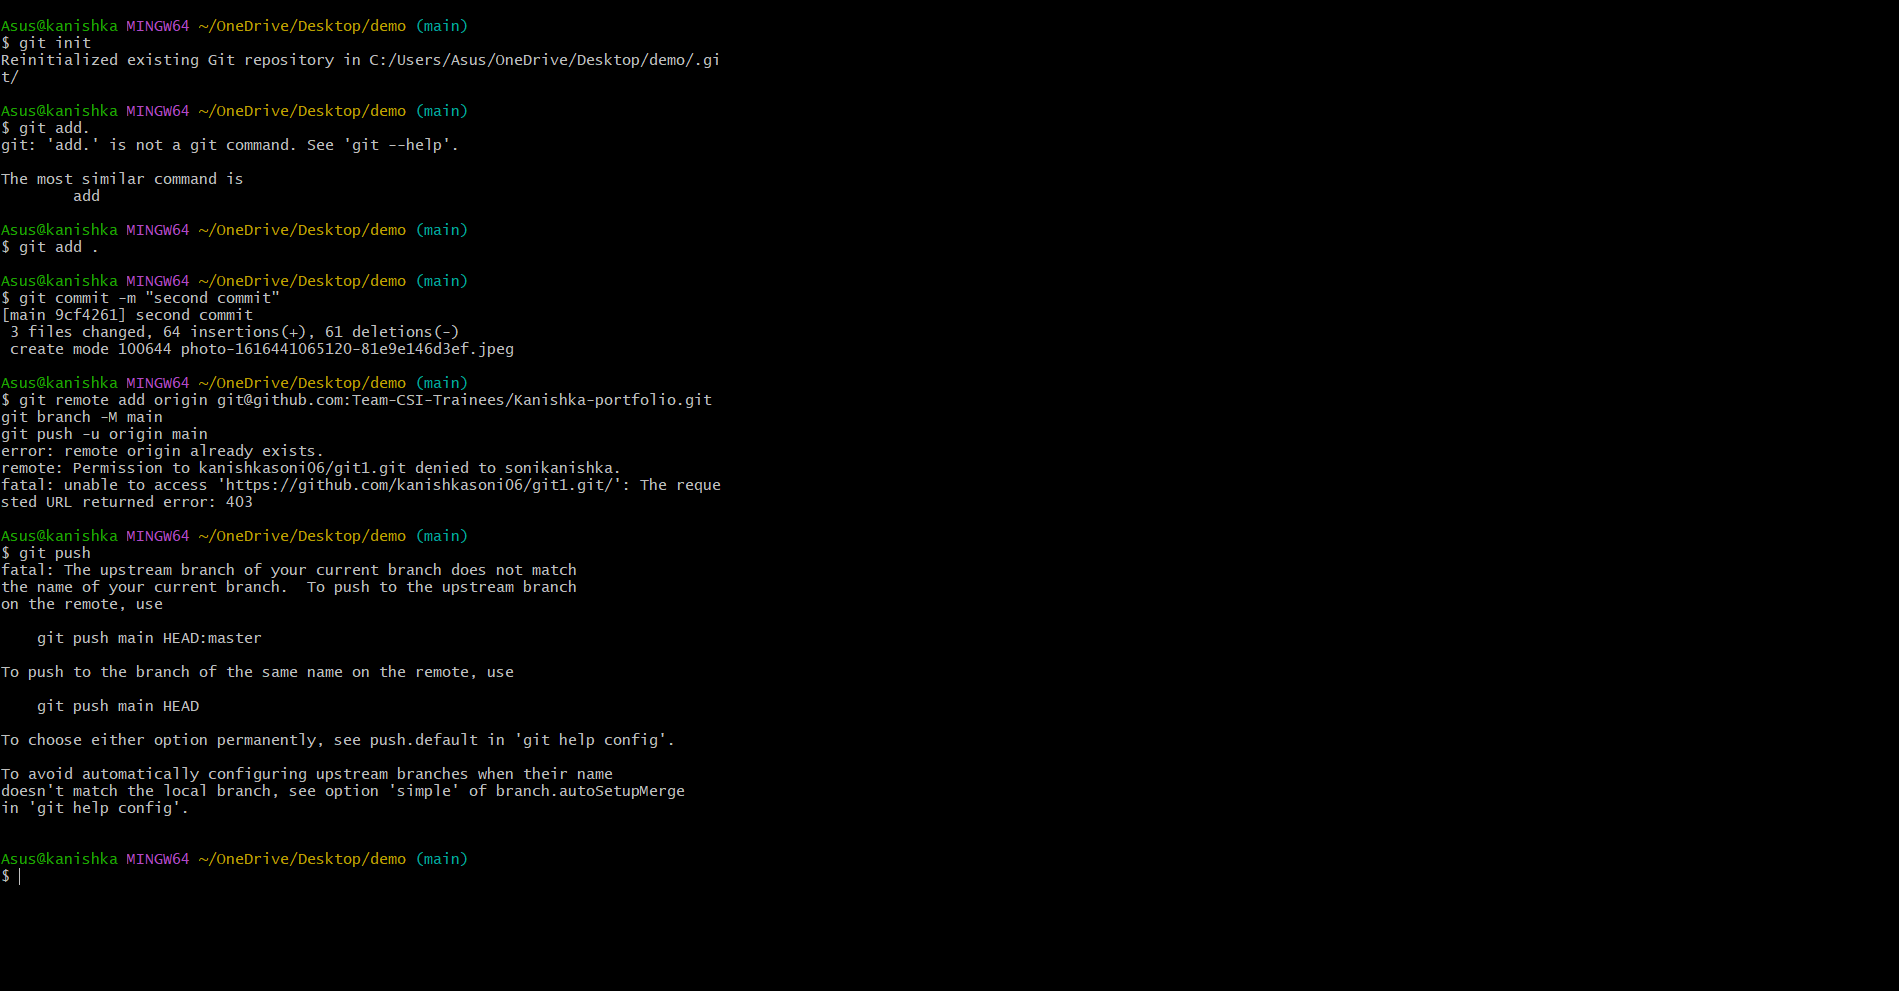 Asus@kanishka MINGW64 ~/OneDrive/Desktop/demo (main)
$ git init
Reinitialized existing Git repository in C:/Users/Asus/OneDrive/Desktop/demo/.gi
t/
Asus@kanishka MINGW64 ~/OneDrive/Desktop/demo (main)
$ git add.
git: 'add.' is not a git command. See 'git --help'.
The most similar command is
        add
Asus@kanishka MINGW64 ~/OneDrive/Desktop/demo (main)
$ git add .
Asus@kanishka MINGW64 ~/OneDrive/Desktop/demo (main)
$ git commit -m "second commit"
[main 9cf4261] second commit
 3 files changed, 64 insertions(+), 61 deletions(-)
 create mode 100644 photo-1616441065120-81e9e146d3ef.jpeg
Asus@kanishka MINGW64 ~/OneDrive/Desktop/demo (main)
$ git remote add origin git@github.com:Team-CSI-Trainees/Kanishka-portfolio.git
git branch -M main
git push -u origin main
error: remote origin already exists.
remote: Permission to kanishkasoni06/git1.git denied to sonikanishka.
fatal: unable to access 'https://github.com/kanishkasoni06/git1.git/': The reque
sted URL returned error: 403
Asus@kanishka MINGW64 ~/OneDrive/Desktop/demo (main)
$ git push
fatal: The upstream branch of your current branch does not match
the name of your current branch.  To push to the upstream branch
on the remote, use
    git push main HEAD:master
To push to the branch of the same name on the remote, use
    git push main HEAD
To choose either option permanently, see push.default in 'git help config'.
To avoid automatically configuring upstream branches when their name
doesn't match the local branch, see option 'simple' of branch.autoSetupMerge
in 'git help config'.
Asus@kanishka MINGW64 ~/OneDrive/Desktop/demo (main)
$